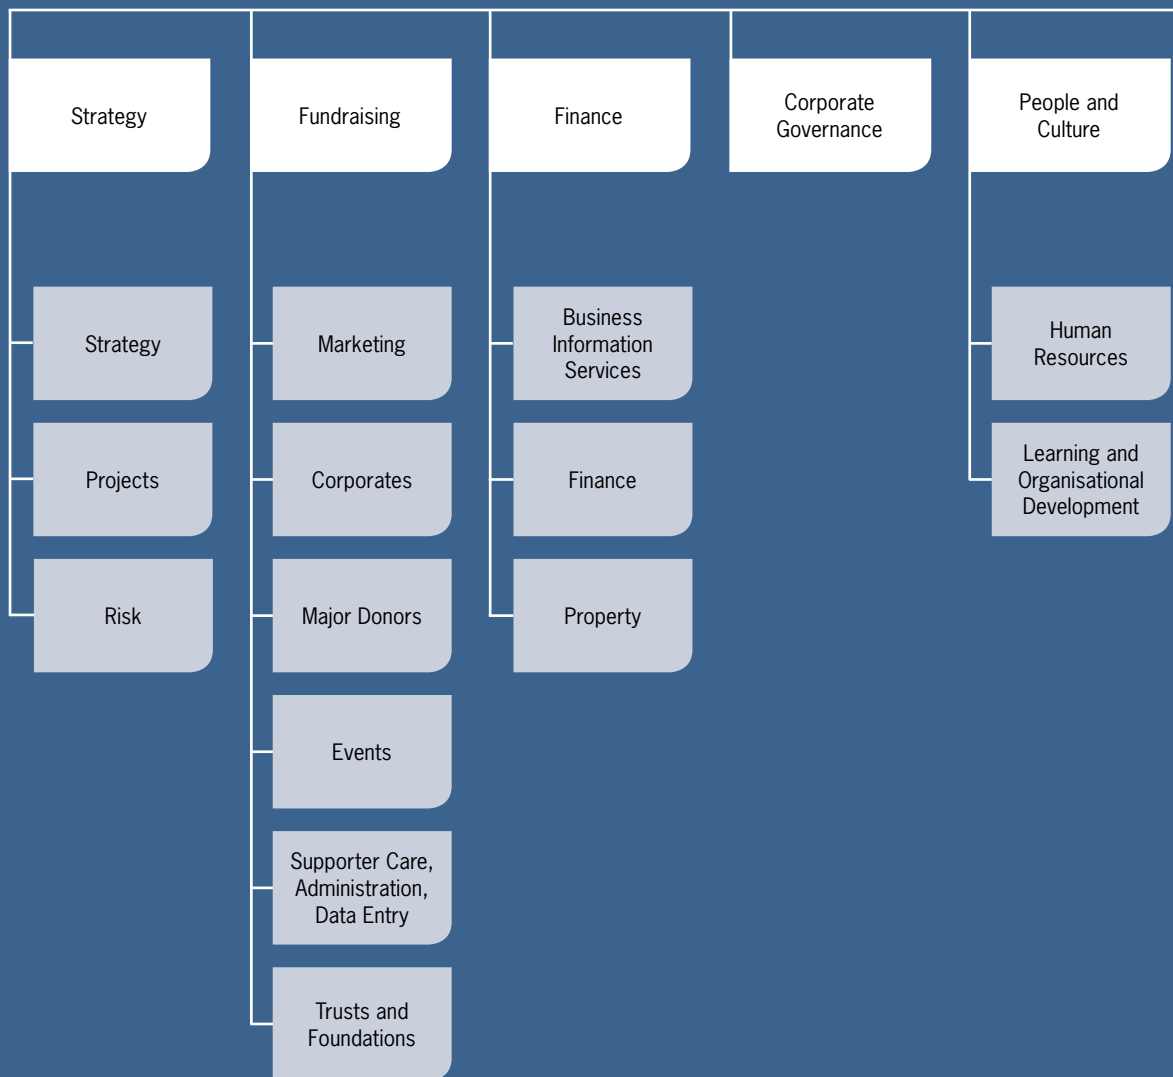 Strategy
Fundraising
Finance
Corporate
Governance
People and
Culture
Strategy
Projects
Risk
Marketing
Corporates
Major Donors
Events
Supporter Care,
Administration,
Data Entry
Trusts and
Foundations
Business
Information
Services
Finance
Property
Human
Resources
Learning and
Organisational
Development